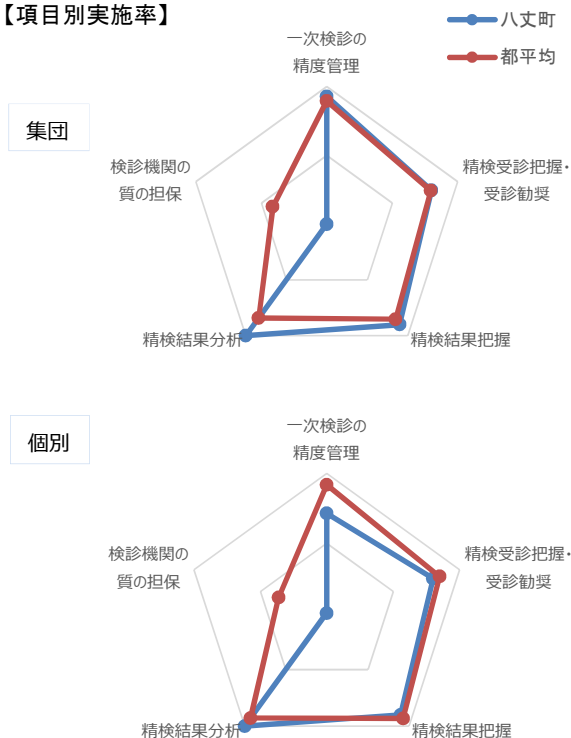 【項目別実施率】
八丈町
都平均
集団
一次検診の
精度管理
精検受診把握・
受診勧奨
精検結果把握
精検結果分析
検診機関の
質の担保
個別
一次検診の
精度管理
精検受診把握・
受診勧奨
精検結果把握
精検結果分析
検診機関の
質の担保